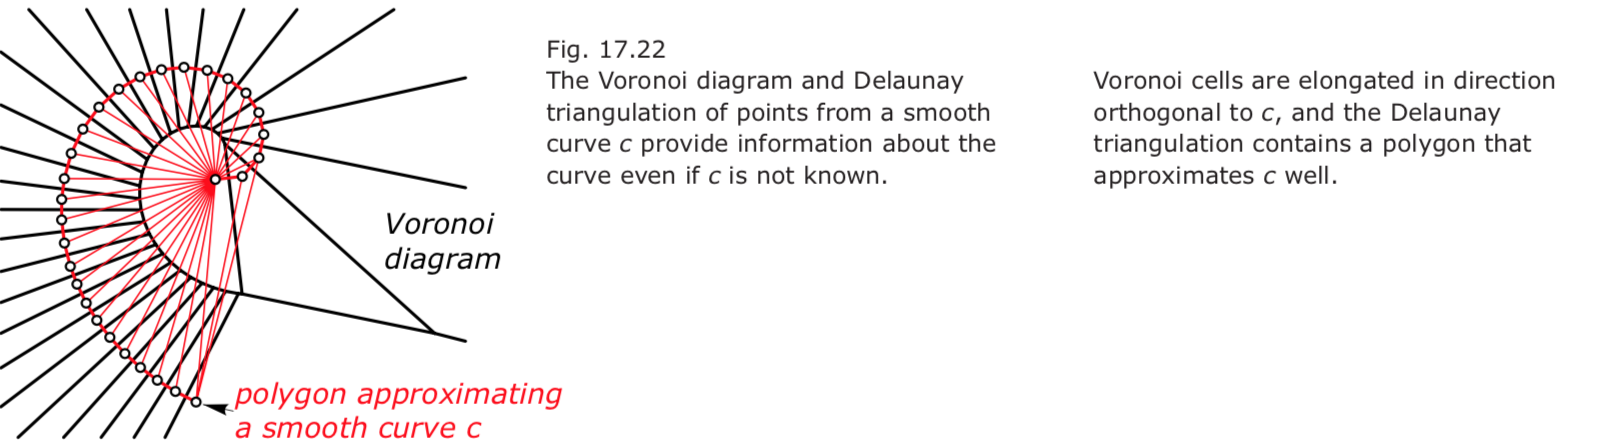 Fig. 17.22
The Voronoi diagram and Delaunay
triangulation of points from a smooth
curve c provide information about the
curve even if c is not known.
Voronoi cells are elongated in direction
orthogonal to c, and the Delaunay
triangulation contains a polygon that
approximates c well.
Voronoi
diagram
polygon approximating
a smooth curve c